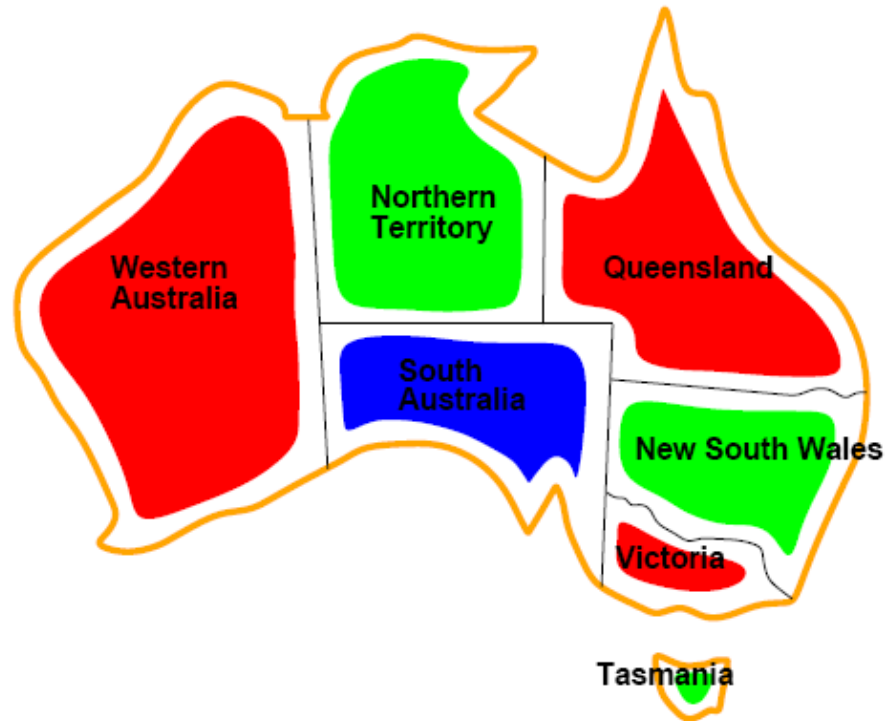 Northern
Territory
Western
Australia
Queensland
South
Australia
New South Wales
Victoria
Tasmania